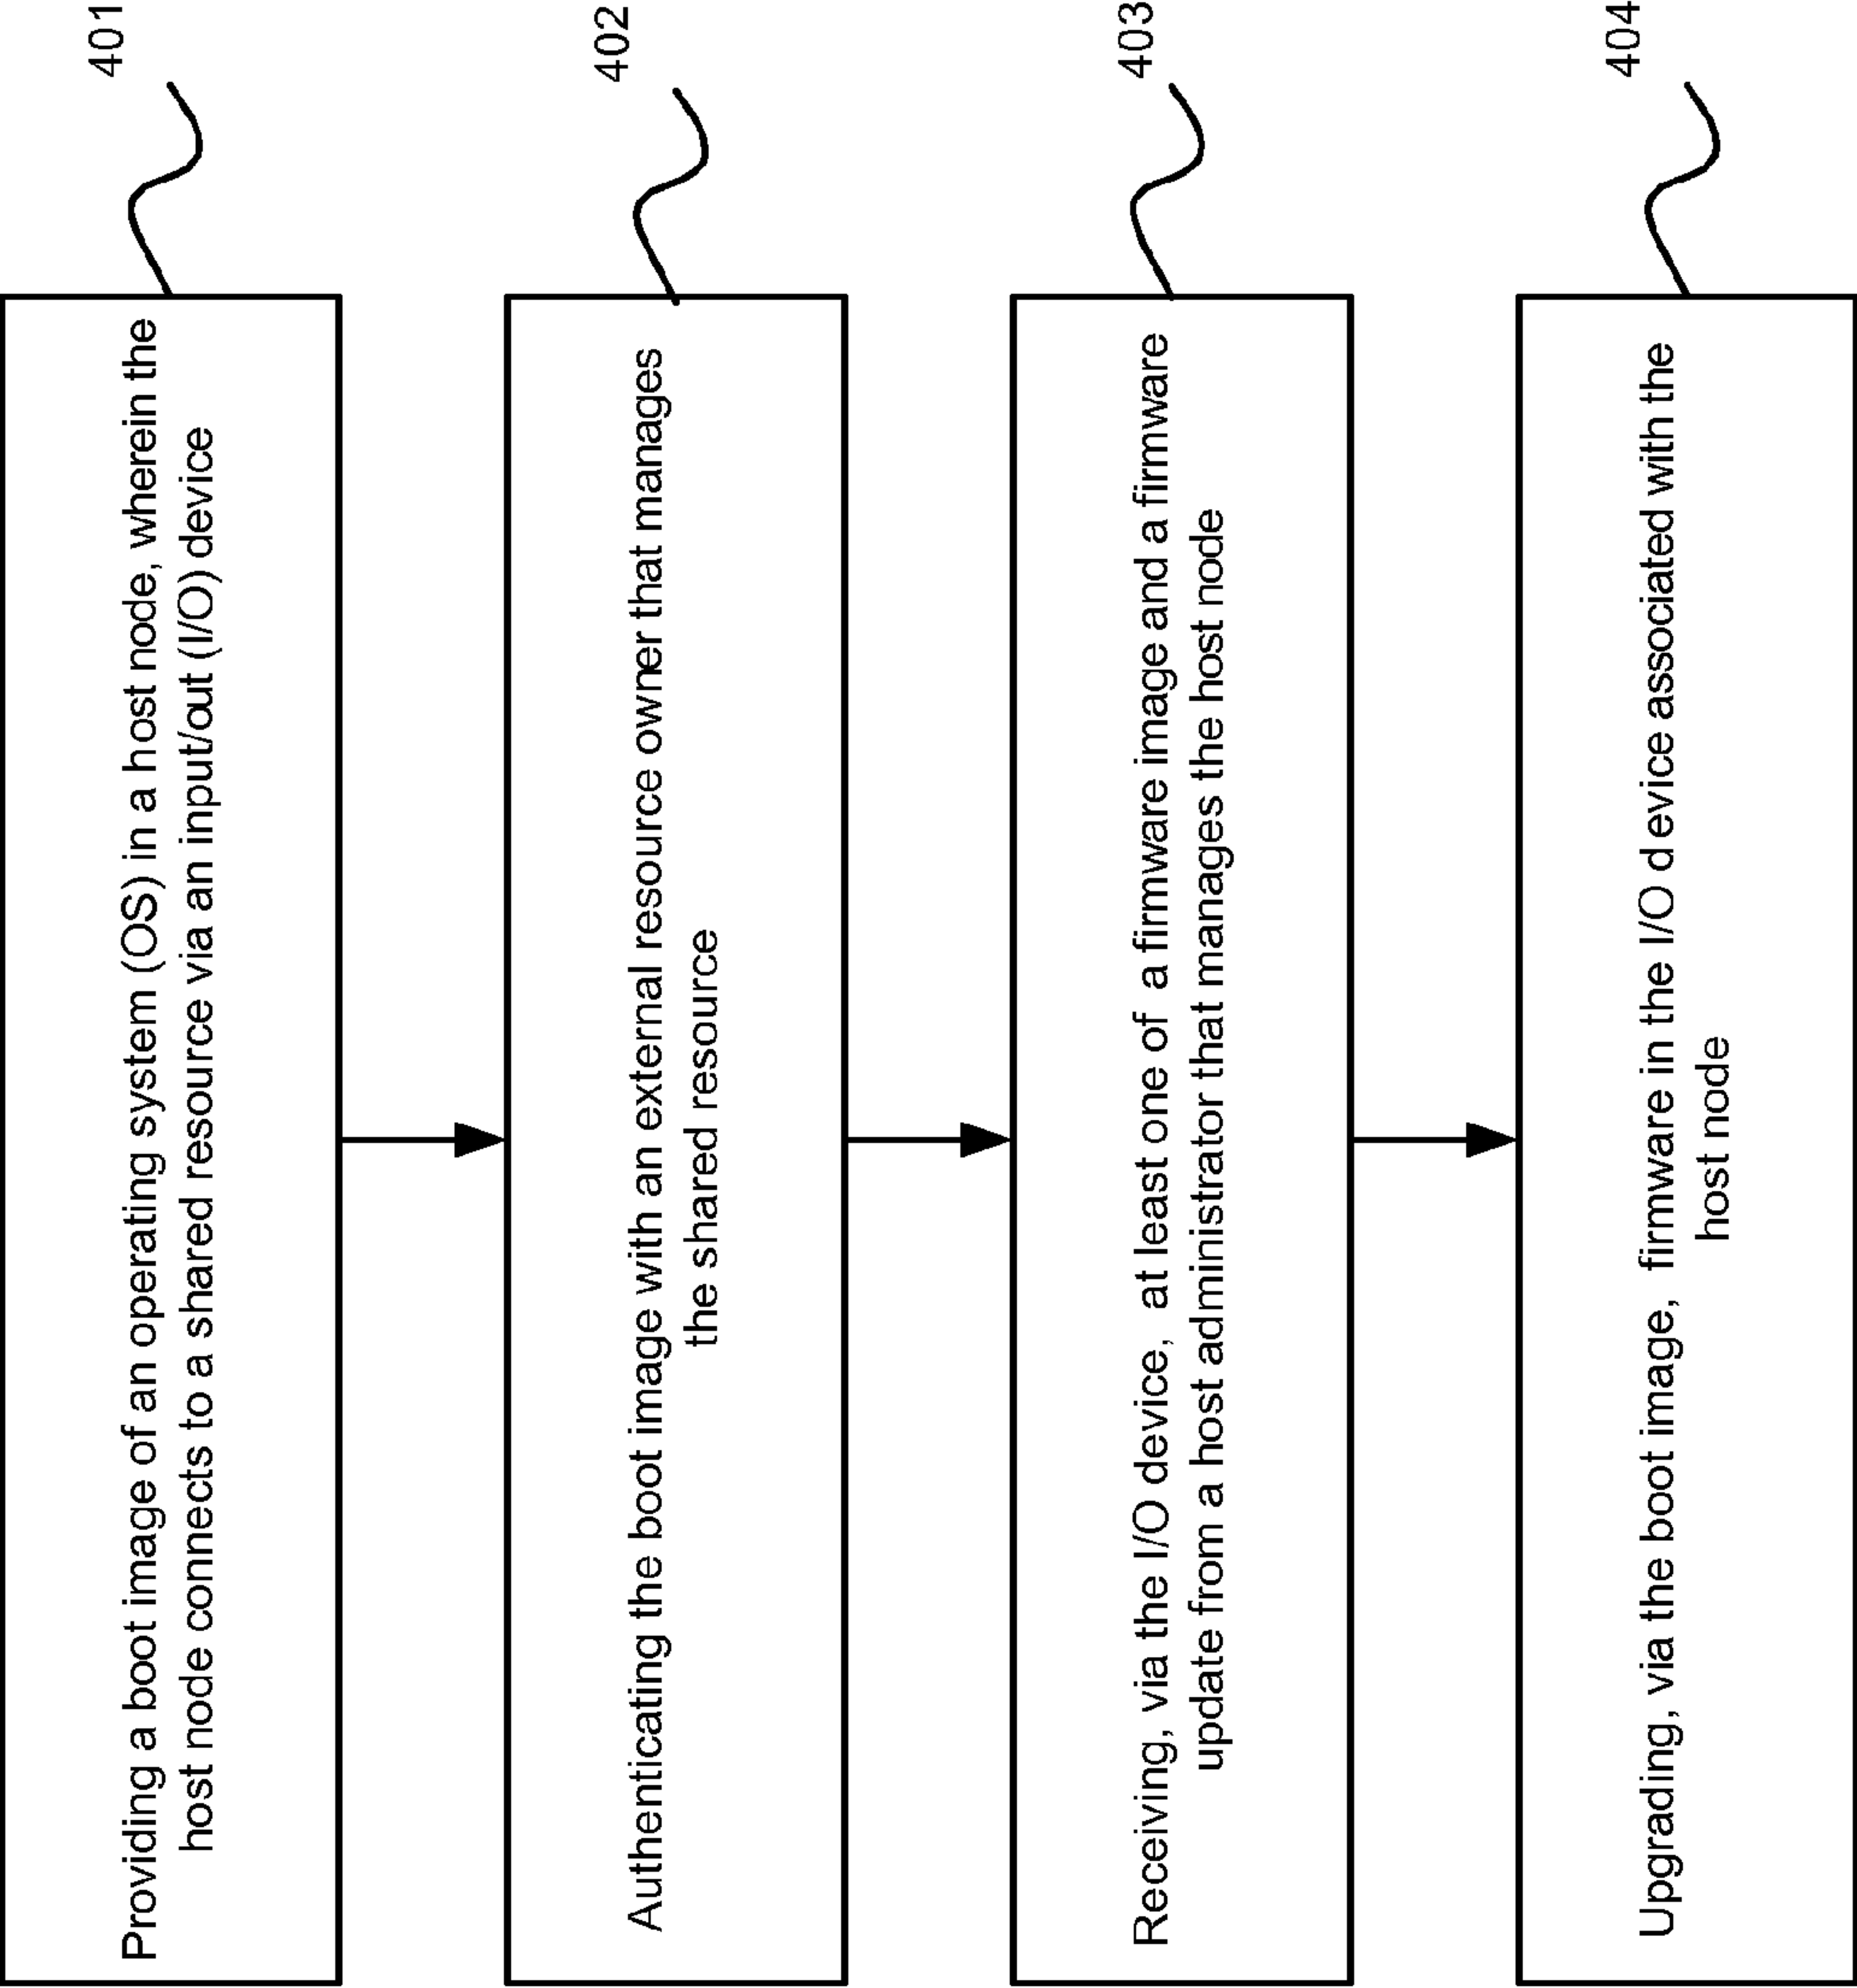 401
Providing a boot image of an operating system (OS) in a host node, wherein the
host node connects to a shared resource via an input/out (I/O) device
402
Authenticating the boot image with an external resource owner that manages
the shared resource
403
Receiving, via the I/O device, at least one of a firmware image and a firmware
update from a host administrator that manages the host node
404
Upgrading, via the boot image, firmware in the I/O device associated with the
host node